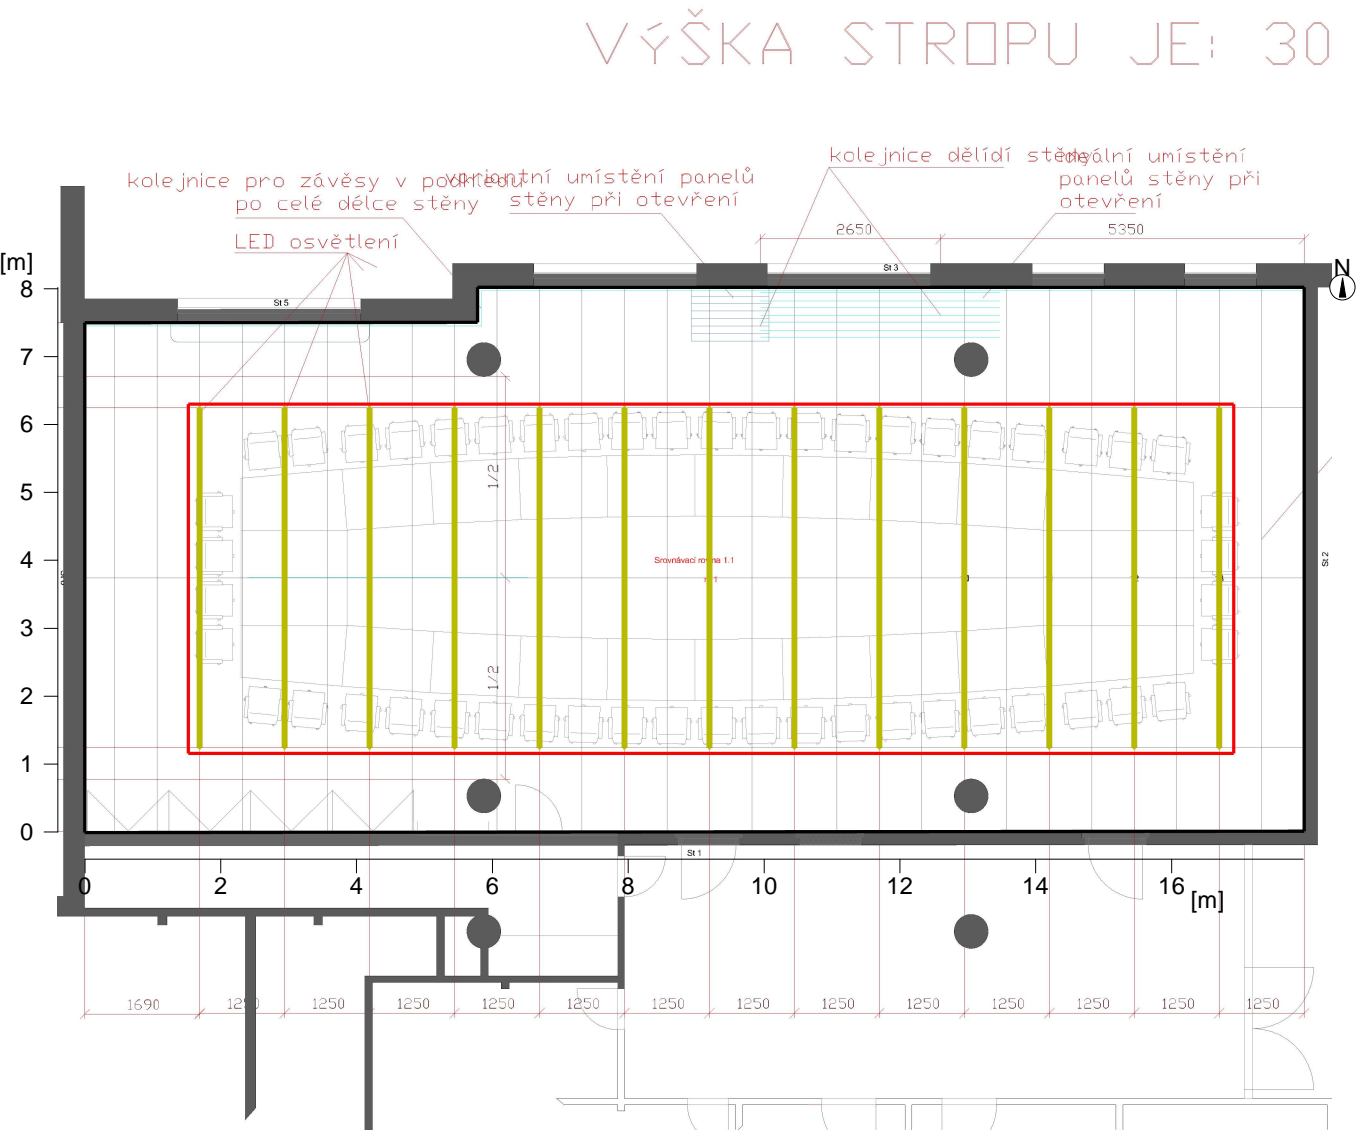 VÝŠKA STROPU JE: 30
kolejnice dělídí stěny
ideální umístění
panelů stěny při
otevření
kolejnice pro závěsy v podhledu
po celé délce stěny
variantní umístění panelů
stěny při otevření
LED osvětlení
2650
5350
[m]
N
St 3
St 5
8
7
6
5
4
3
2
1
0
1/2
1/2
Srovnávací rovina 1.1
St 2
St 1
0
2
4
6
8
10
12
14
16
[m]
1690
1250
1250
1250
1250
1250
1250
1250
1250
1250
1250
1250
1250
1250